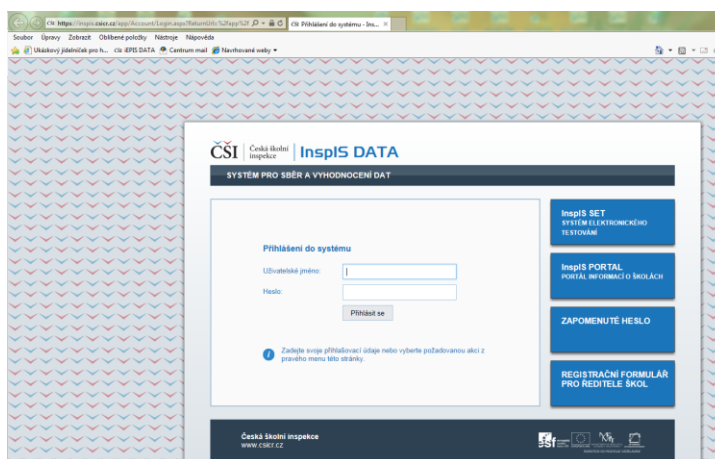 https://inspis.csicr.cz/app/Account/Login.aspx?ReturnUrl=%2fapp%2f
ČŠI Přihlášení do systému - Ins...
Soubor Úpravy Zobrazit Oblíbené položky Nástroje Nápověda
Ukázkový jídelníček pro h... ČŠI iEPIS DATA Centrum mail Navrhované weby
ČŠI Česká školní inspekce InspIS DATA
SYSTÉM PRO SBĚR A VYHODNOCENÍ DAT
Přihlášení do systému
Uživatelské jméno:
Heslo:
Přihlásit se
Zadejte svoje přihlašovací údaje nebo vyberte požadovanou akci z
pravého menu této stránky.
InspIS SET
SYSTÉM ELEKTRONICKÉHO
TESTOVÁNÍ
InspIS PORTAL
PORTÁL INFORMACÍ O ŠKOLÁCH
ZAPOMENUTÉ HESLO
REGISTRAČNÍ FORMULÁŘ
PRO ŘEDITELE ŠKOL
Česká školní inspekce
www.csicr.cz
esf